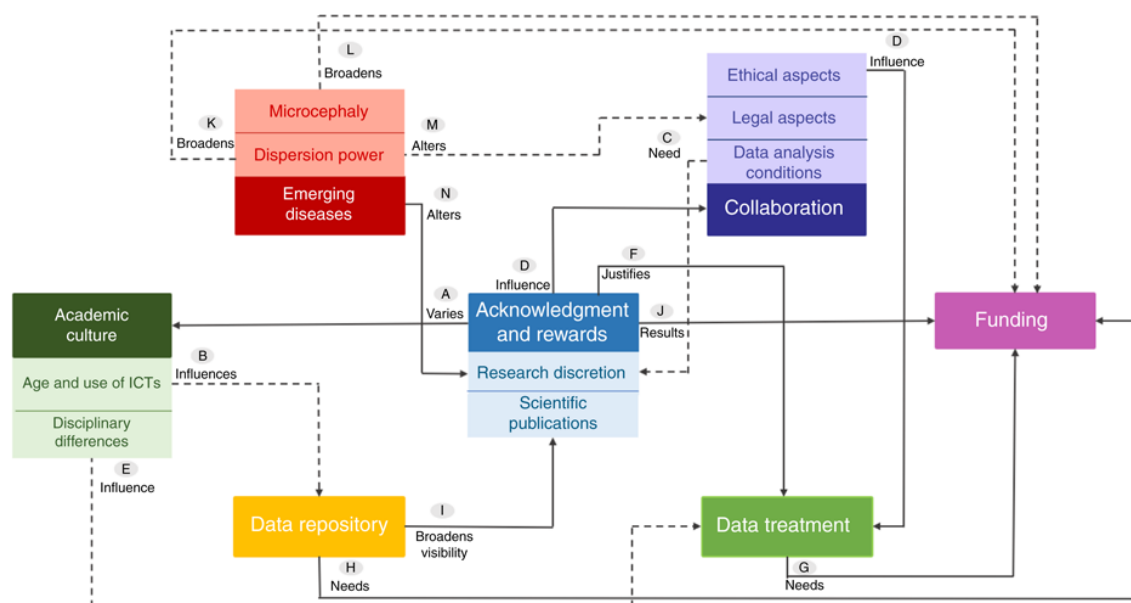 L
Broadens
D
Influence
Ethical aspects
Microcephaly
K
Broadens
M
Alters
Legal aspects
C
Need
Dispersion power
Data analysis
conditions
Emerging
diseases
N
Alters
Collaboration
D
Influence
F
Justifies
Academic
culture
A
Varies
Acknowledgment
and rewards
J
Results
Funding
B
Influences
Age and use of ICTs
Research discretion
Disciplinary
differences
Scientific
publications
E
Influence
Data repository
I
Broadens
visibility
Data treatment
H
Needs
G
Needs